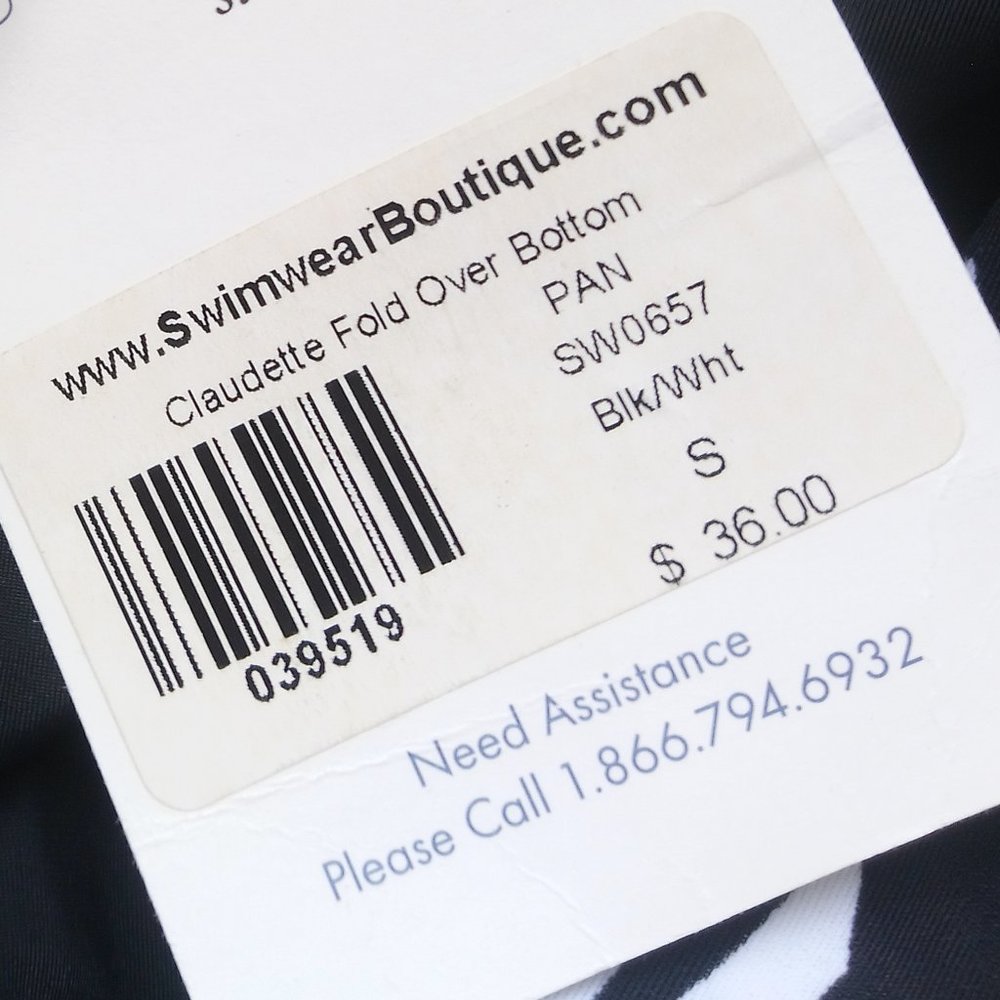 www.SwimwearBoutique.com
Claudette Fold Over Bottom
PAN
SW0657
Blk/Wht
S
$ 36.00
039519
Need Assistance
Please Call 1.866.794.6932